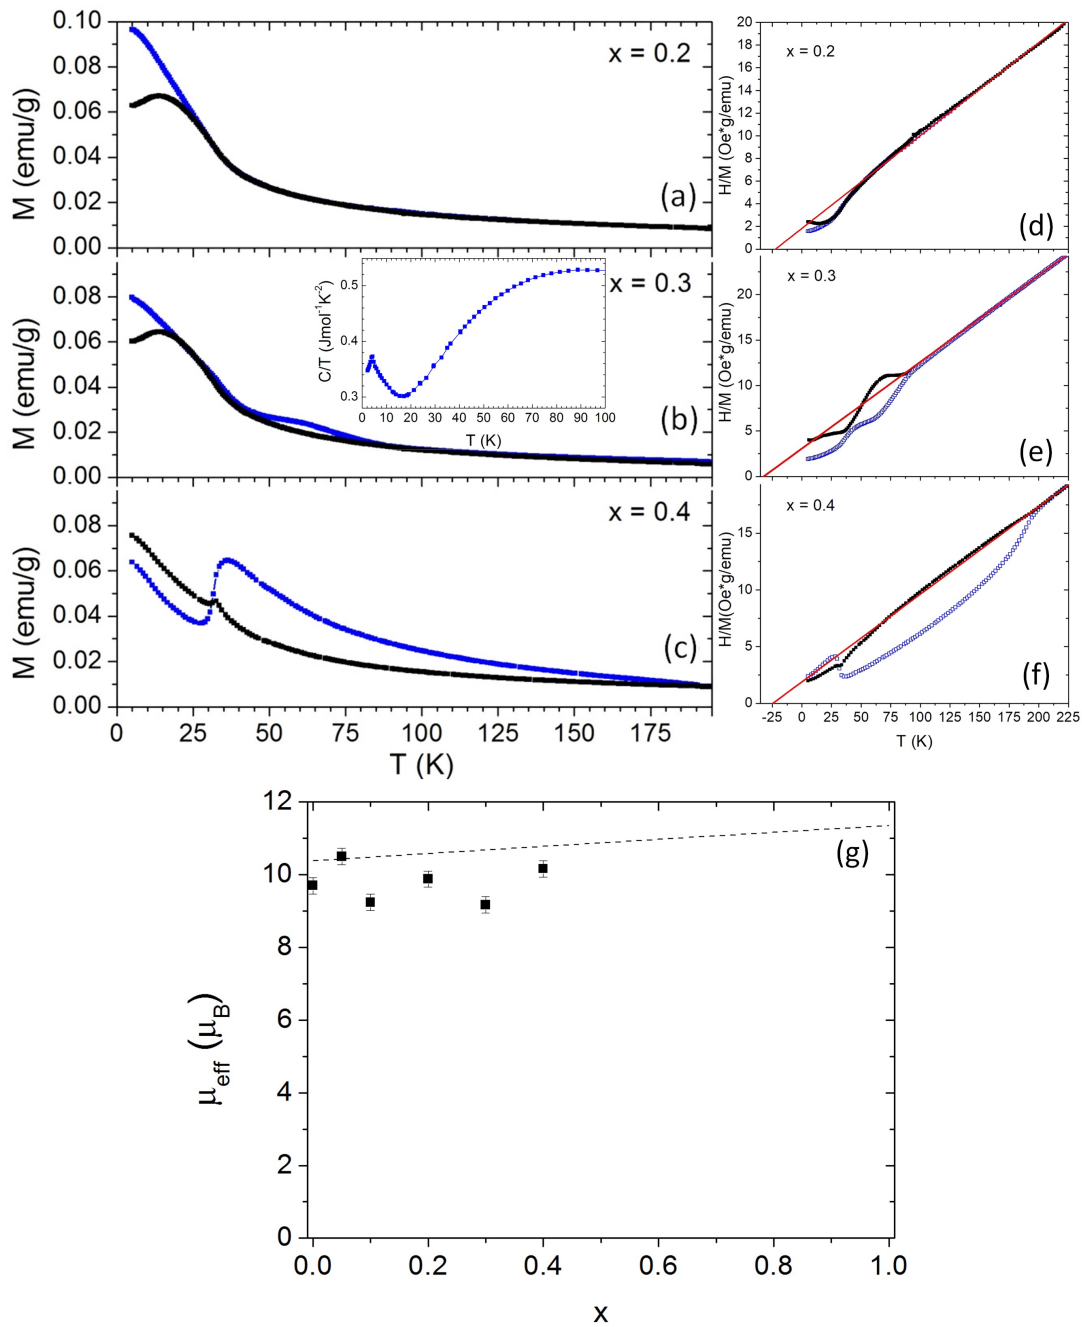 0.10
0.08
0.06
0.04
0.02
0.00
M (emu/g)
x = 0.2
(a)
20
18
16
14
12
10
8
6
4
2
0
H/M (Oe*g/emu)
x = 0.2
(d)
0.08
0.06
0.04
0.02
0.00
M (emu/g)
x = 0.3
(b)
0.5
0.4
0.3
C/T (Jmol⁻¹K⁻²)
0 10 20 30 40 50 60 70 80 90 100
T (K)
20
15
10
5
0
H/M (Oe*g/emu)
x = 0.3
(e)
0.08
0.06
0.04
0.02
0.00
M (emu/g)
x = 0.4
(c)
0 25 50 75 100 125 150 175
T (K)
15
10
5
0
H/M(Oe*g/emu)
x = 0.4
(f)
-25 0 25 50 75 100 125 150 175 200 225
T (K)
12
10
8
6
4
2
0
μeff (μB)
(g)
0.0 0.2 0.4 0.6 0.8 1.0
x